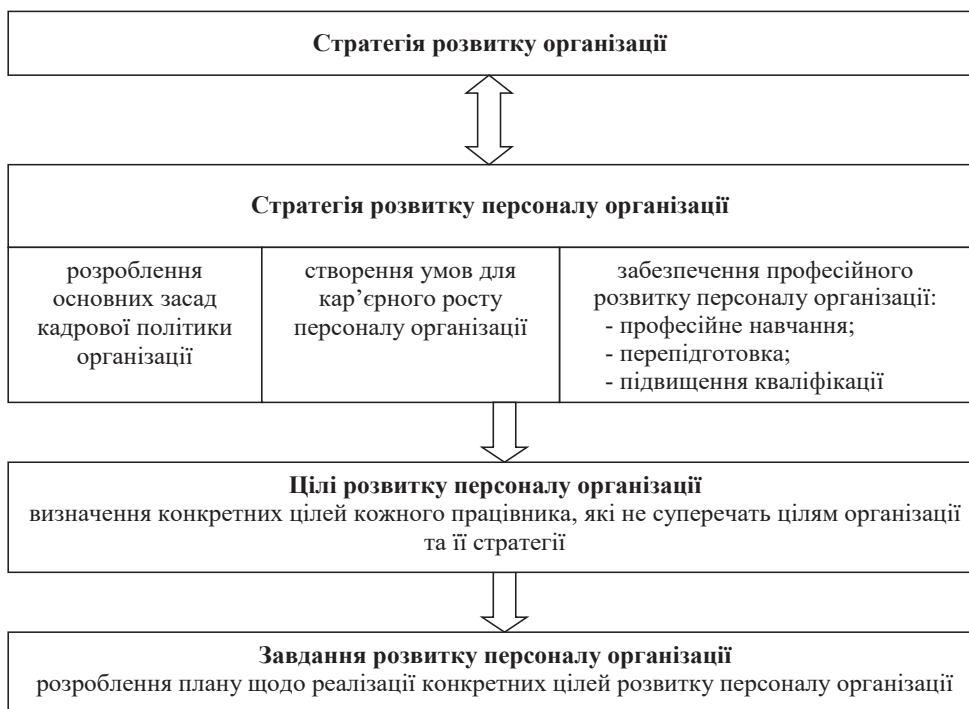 Стратегія розвитку організації
Стратегія розвитку персоналу організації
розроблення
основних засад
кадрової політики
організації
створення умов для
кар’єрного росту
персоналу організації
забезпечення професійного
розвитку персоналу організації:
- професійне навчання;
- перепідготовка;
- підвищення кваліфікації
Цілі розвитку персоналу організації
визначення конкретних цілей кожного працівника, які не суперечать цілям організації
та її стратегії
Завдання розвитку персоналу організації
розроблення плану щодо реалізації конкретних цілей розвитку персоналу організації